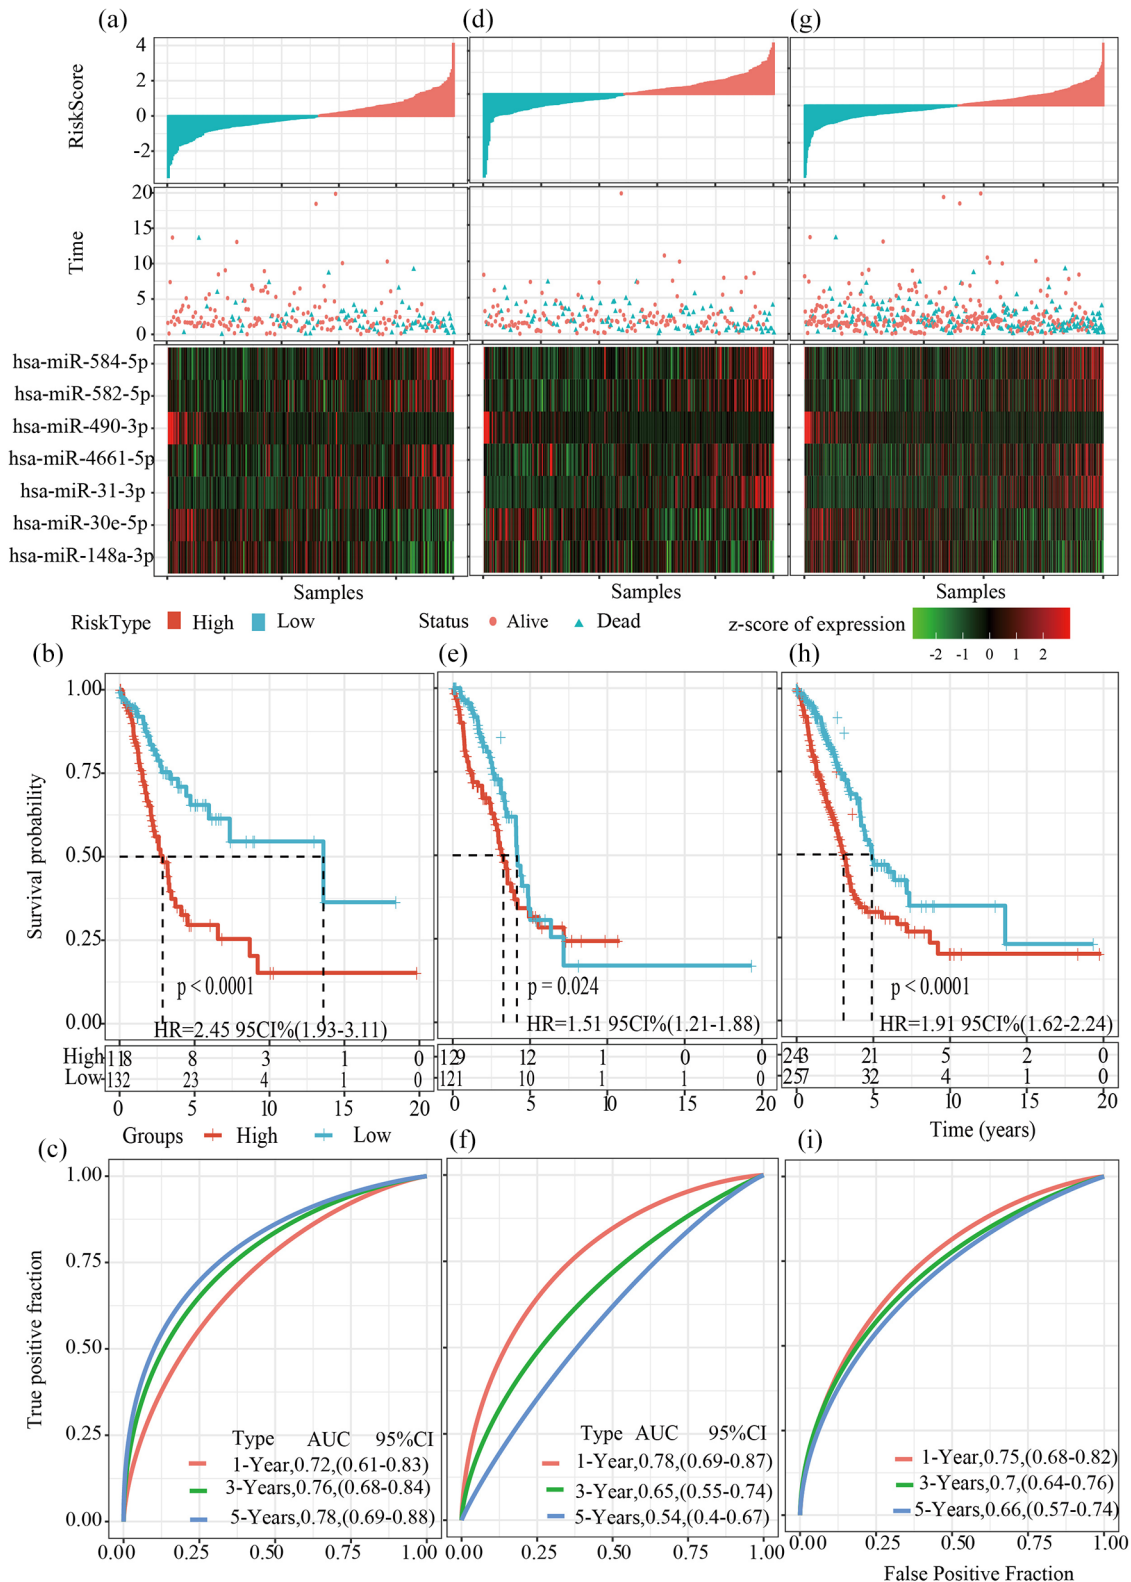 (a) (d) (g)
RiskScore
4
2
0
-2
Time
20
15
10
5
0
hsa-miR-584-5p
hsa-miR-582-5p
hsa-miR-490-3p
hsa-miR-4661-5p
hsa-miR-31-3p
hsa-miR-30e-5p
hsa-miR-148a-3p
Samples Samples Samples
RiskType High Low Status Alive Dead z-score of expression
-2 -1 0 1 2
(b) (e) (h)
Survival probability
1.00
0.75
0.50
0.25
0.00
p < 0.0001 p = 0.024 p < 0.0001
HR=2.45 95CI%(1.93-3.11) HR=1.51 95CI%(1.21-1.88) HR=1.91 95CI%(1.62-2.24)
High 118 8 3 1 0 129 12 1 0 0 243 21 5 2 0
Low 132 23 4 1 0 121 10 1 1 0 257 32 4 1 0
0 5 10 15 20 0 5 10 15 20 0 5 10 15 20
Groups High Low Time (years)
(c) (f) (i)
True positive fraction
1.00
0.75
0.50
0.25
0.00
Type AUC 95%CI
1-Year,0.72,(0.61-0.83)
3-Years,0.76,(0.68-0.84)
5-Years,0.78,(0.69-0.88)
Type AUC 95%CI
1-Year,0.78,(0.69-0.87)
3-Year,0.65,(0.55-0.74)
5-Years,0.54,(0.4-0.67)
1-Year,0.75,(0.68-0.82)
3-Years,0.7,(0.64-0.76)
5-Years,0.66,(0.57-0.74)
0.00 0.25 0.50 0.75 1.00 0.00 0.25 0.50 0.75 1.00 0.00 0.25 0.50 0.75 1.00
False Positive Fraction